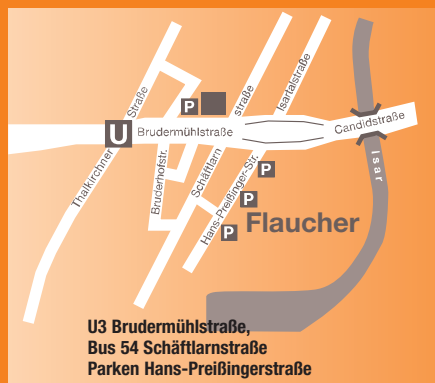 Thalkirchner Straße
Isartalstraße
P
Schäftlarn straße
U
Brudermühlstraße
Candidstraße
Isar
Bruderhofstr.
Hans-Preißinger-Str.
P
P
P
Flaucher
U3 Brudermühlstraße,
Bus 54 Schäftlarnstraße
Parken Hans-Preißingerstraße